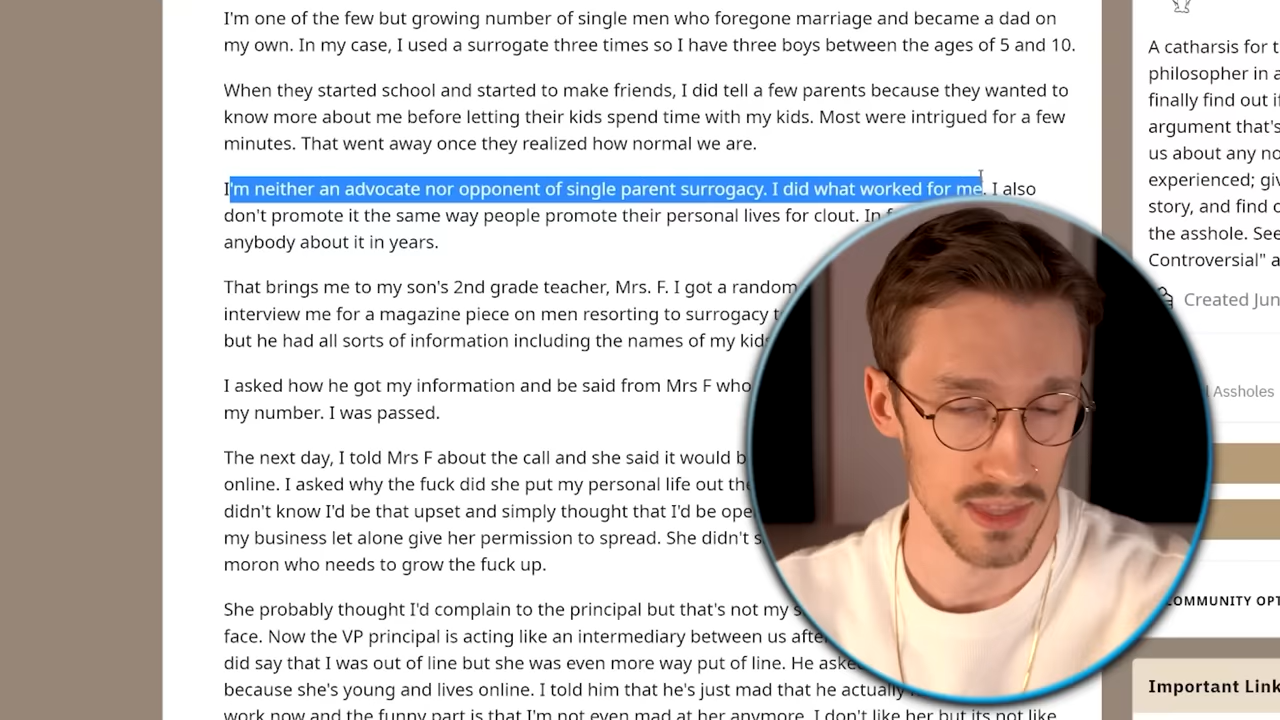 I'm one of the few but growing number of single men who foregone marriage and became a dad on
my own. In my case, I used a surrogate three times so I have three boys between the ages of 5 and 10.
When they started school and started to make friends, I did tell a few parents because they wanted to
know more about me before letting their kids spend time with my kids. Most were intrigued for a few
minutes. That went away once they realized how normal we are.
I'm neither an advocate nor opponent of single parent surrogacy. I did what worked for me. I also
don't promote it the same way people promote their personal lives for clout. In
anybody about it in years.
That brings me to my son's 2nd grade teacher, Mrs. F. I got a random
interview me for a magazine piece on men resorting to surrogacy
but he had all sorts of information including the names of my
I asked how he got my information and be said from Mrs F who
my number. I was passed.
The next day, I told Mrs F about the call and she said it would
online. I asked why the fuck did she put my personal life out
didn't know I'd be that upset and simply thought that I'd be
my business let alone give her permission to spread. She didn't
moron who needs to grow the fuck up.
She probably thought I'd complain to the principal but that's not my
face. Now the VP principal is acting like an intermediary between us
did say that I was out of line but she was even more way put of line. He
because she's young and lives online. I told him that he's just mad that he
work now and the funny part is that I'm not even mad at her anymore. I don't like her but its not like
A catharsis for
philosopher in
finally find out
argument that's
us about any
experienced;
story, and find
the asshole. See
Controversial"
Created
Assholes
COMMUNITY
Important